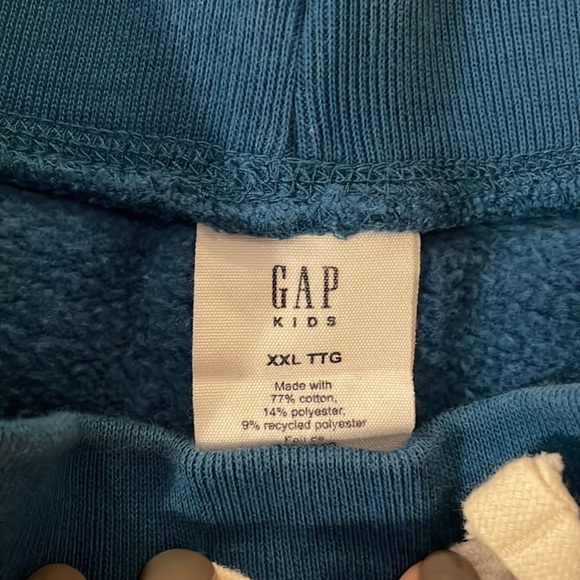 GAP
KIDS
XXL TTG
Made with
77% cotton,
14% polyester,
9% recycled polyester